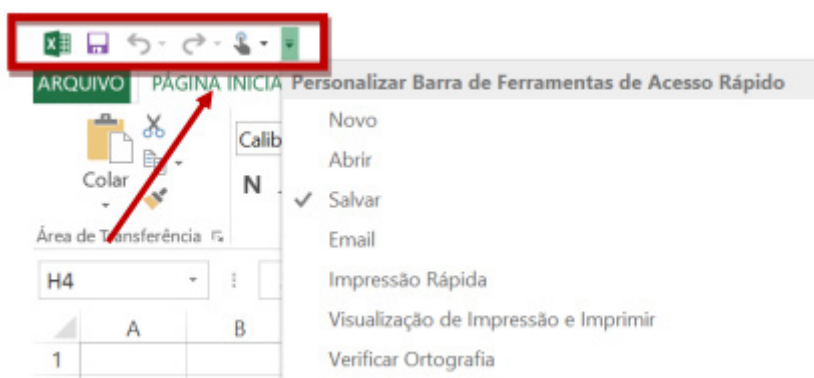 ARQUIVO PÁGINA INICIA
Personalizar Barra de Ferramentas de Acesso Rápido
Novo
Abrir
Salvar
Email
Impressão Rápida
Visualização de Impressão e Imprimir
Verificar Ortografia
Calib
Colar
N
Área de Transferência
H4
A B
1